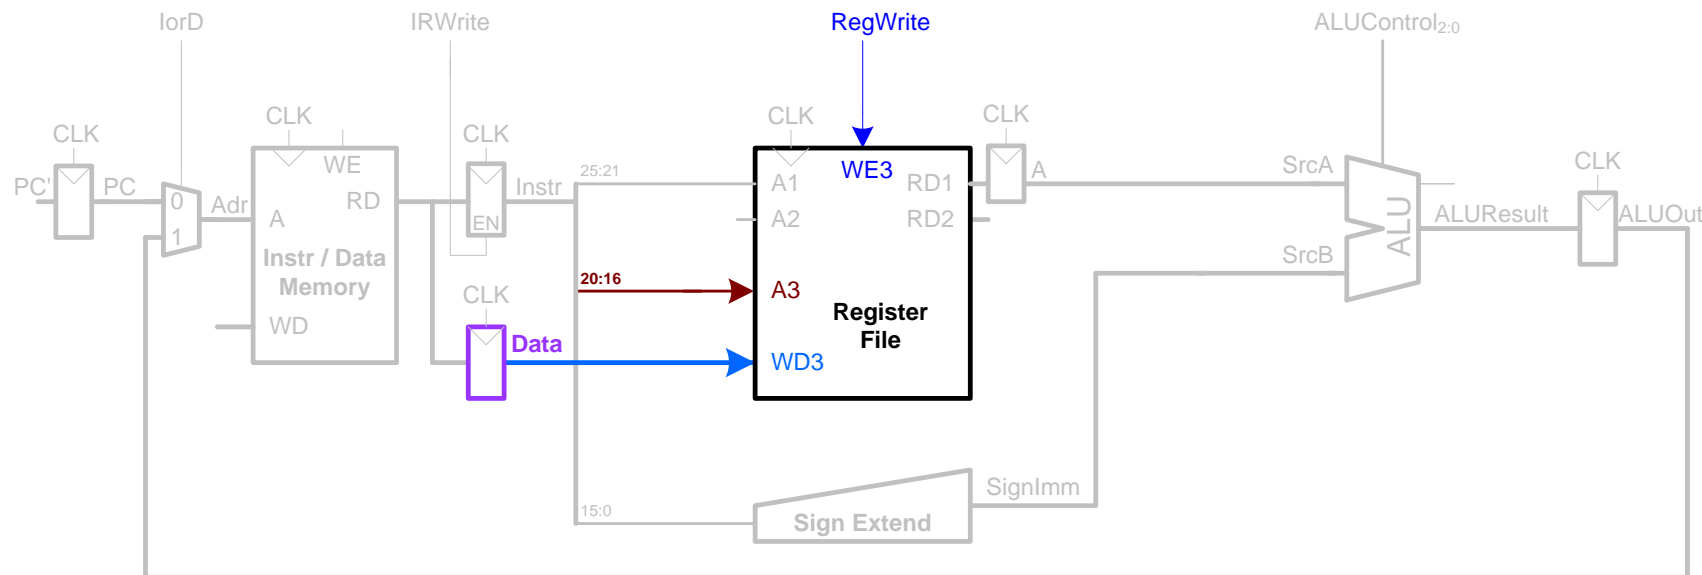 IorD
IRWrite
RegWrite
ALUControl2:0
CLK
CLK
CLK
CLK
CLK
CLK
WE
WE3
PC'
PC
0
1
Adr
A
RD
Instr
EN
25:21
A1
A2
RD1
RD2
A
SrcA
SrcB
ALU
ALUResult
ALUOut
Instr / Data
Memory
WD
20:16
A3
CLK
Data
WD3
Register
File
15:0
Sign Extend
SignImm